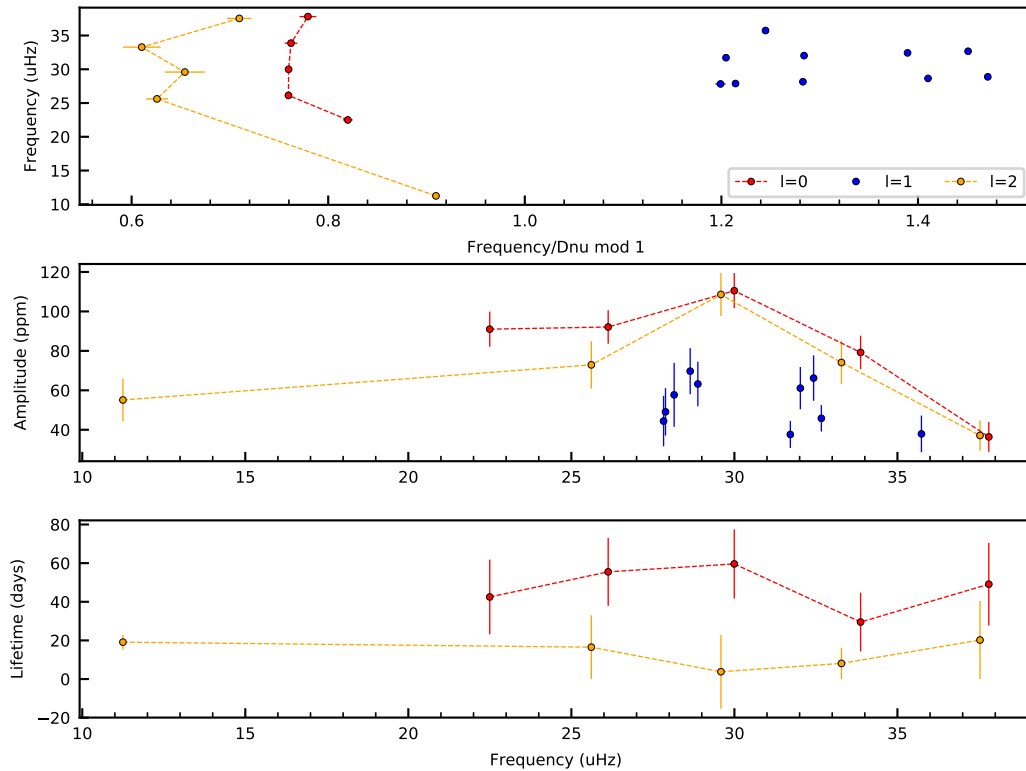 35
30
25
20
15
10
Frequency (uHz)
0.6 0.8 1.0 1.2 1.4
Frequency/Dnu mod 1
l=0 l=1 l=2
120
100
80
60
40
Amplitude (ppm)
10 15 20 25 30 35
80
60
40
20
0
−20
Lifetime (days)
10 15 20 25 30 35
Frequency (uHz)